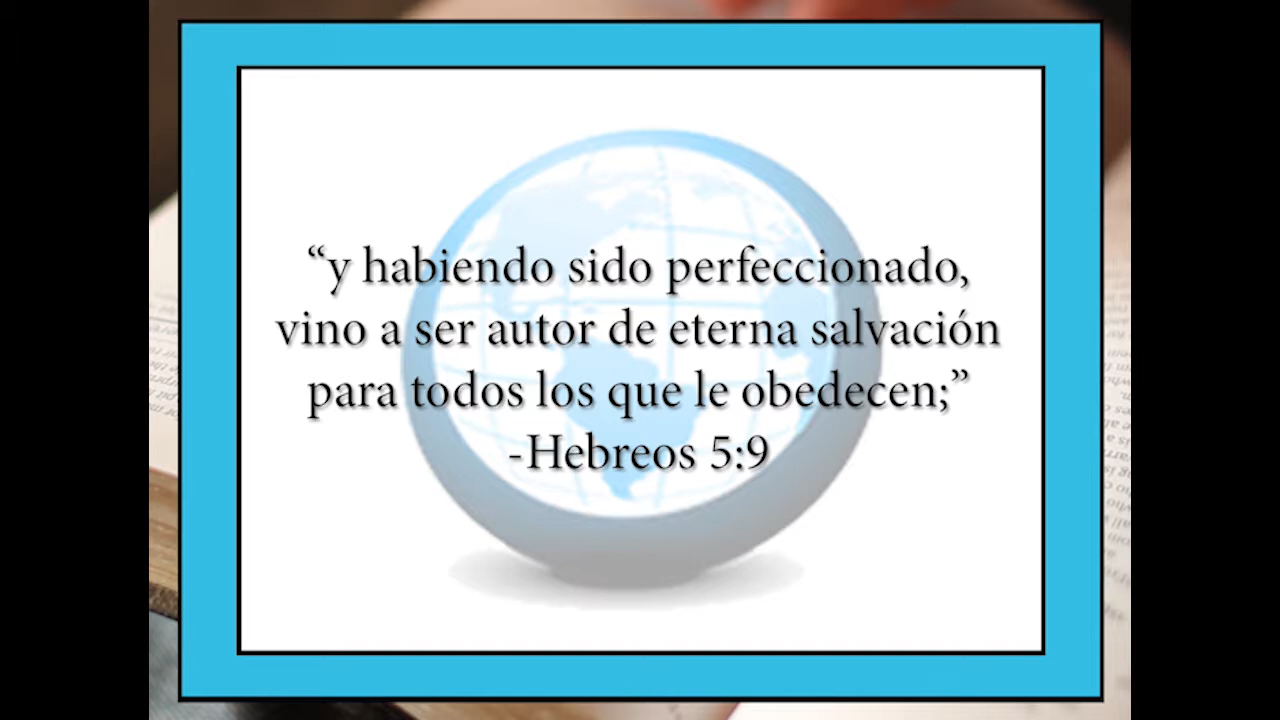 “y habiendo sido perfeccionado,
vino a ser autor de eterna salvación
para todos los que le obedecen;”
-Hebreos 5:9